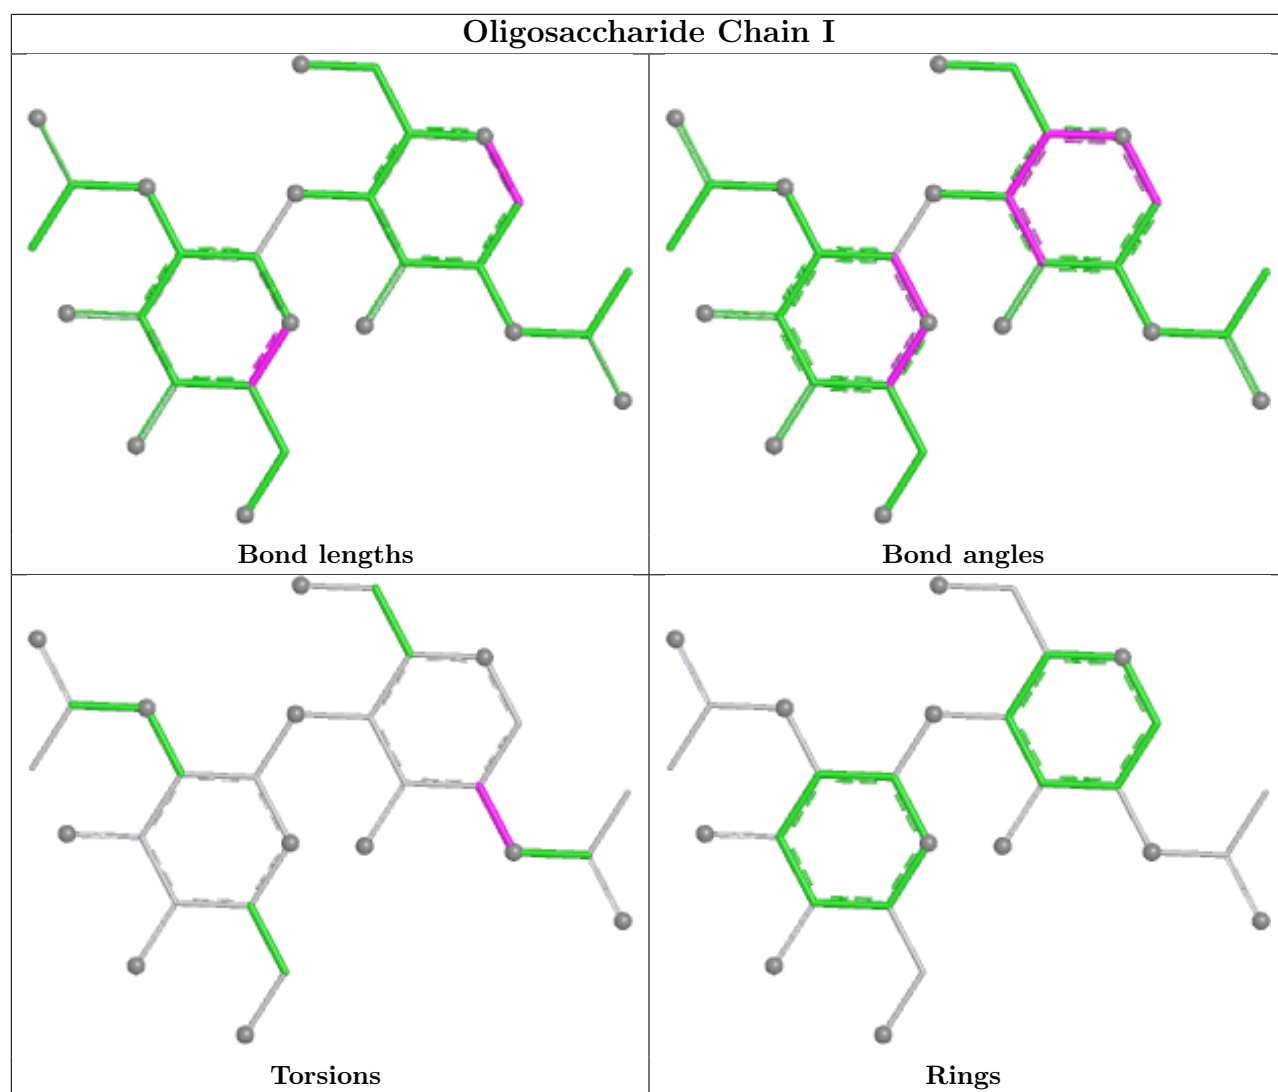 Oligosaccharide Chain I
Bond lengths
Bond angles
Torsions
Rings